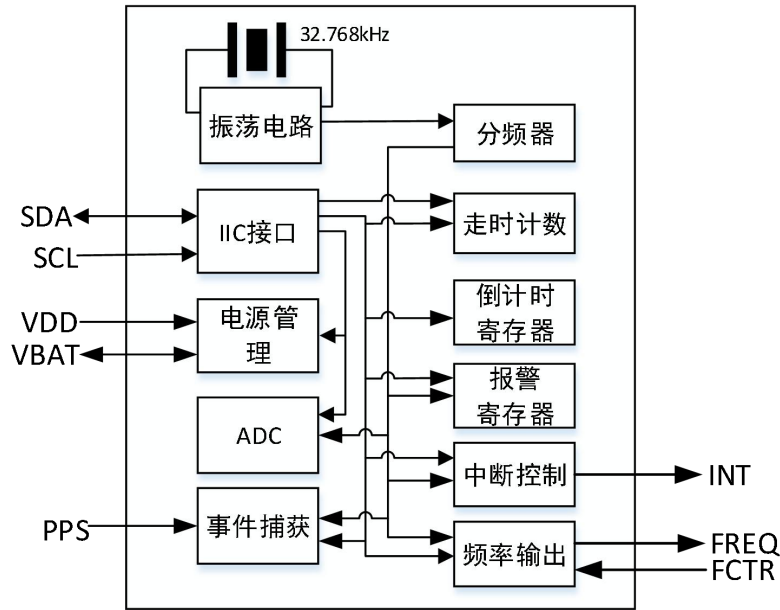 32.768kHz
振荡电路
分频器
SDA
SCL
IIC接口
走时计数
VDD
VBAT
电源管
理
倒计时
寄存器
报警
寄存器
ADC
中断控制
INT
PPS
事件捕获
频率输出
FREQ
FCTR